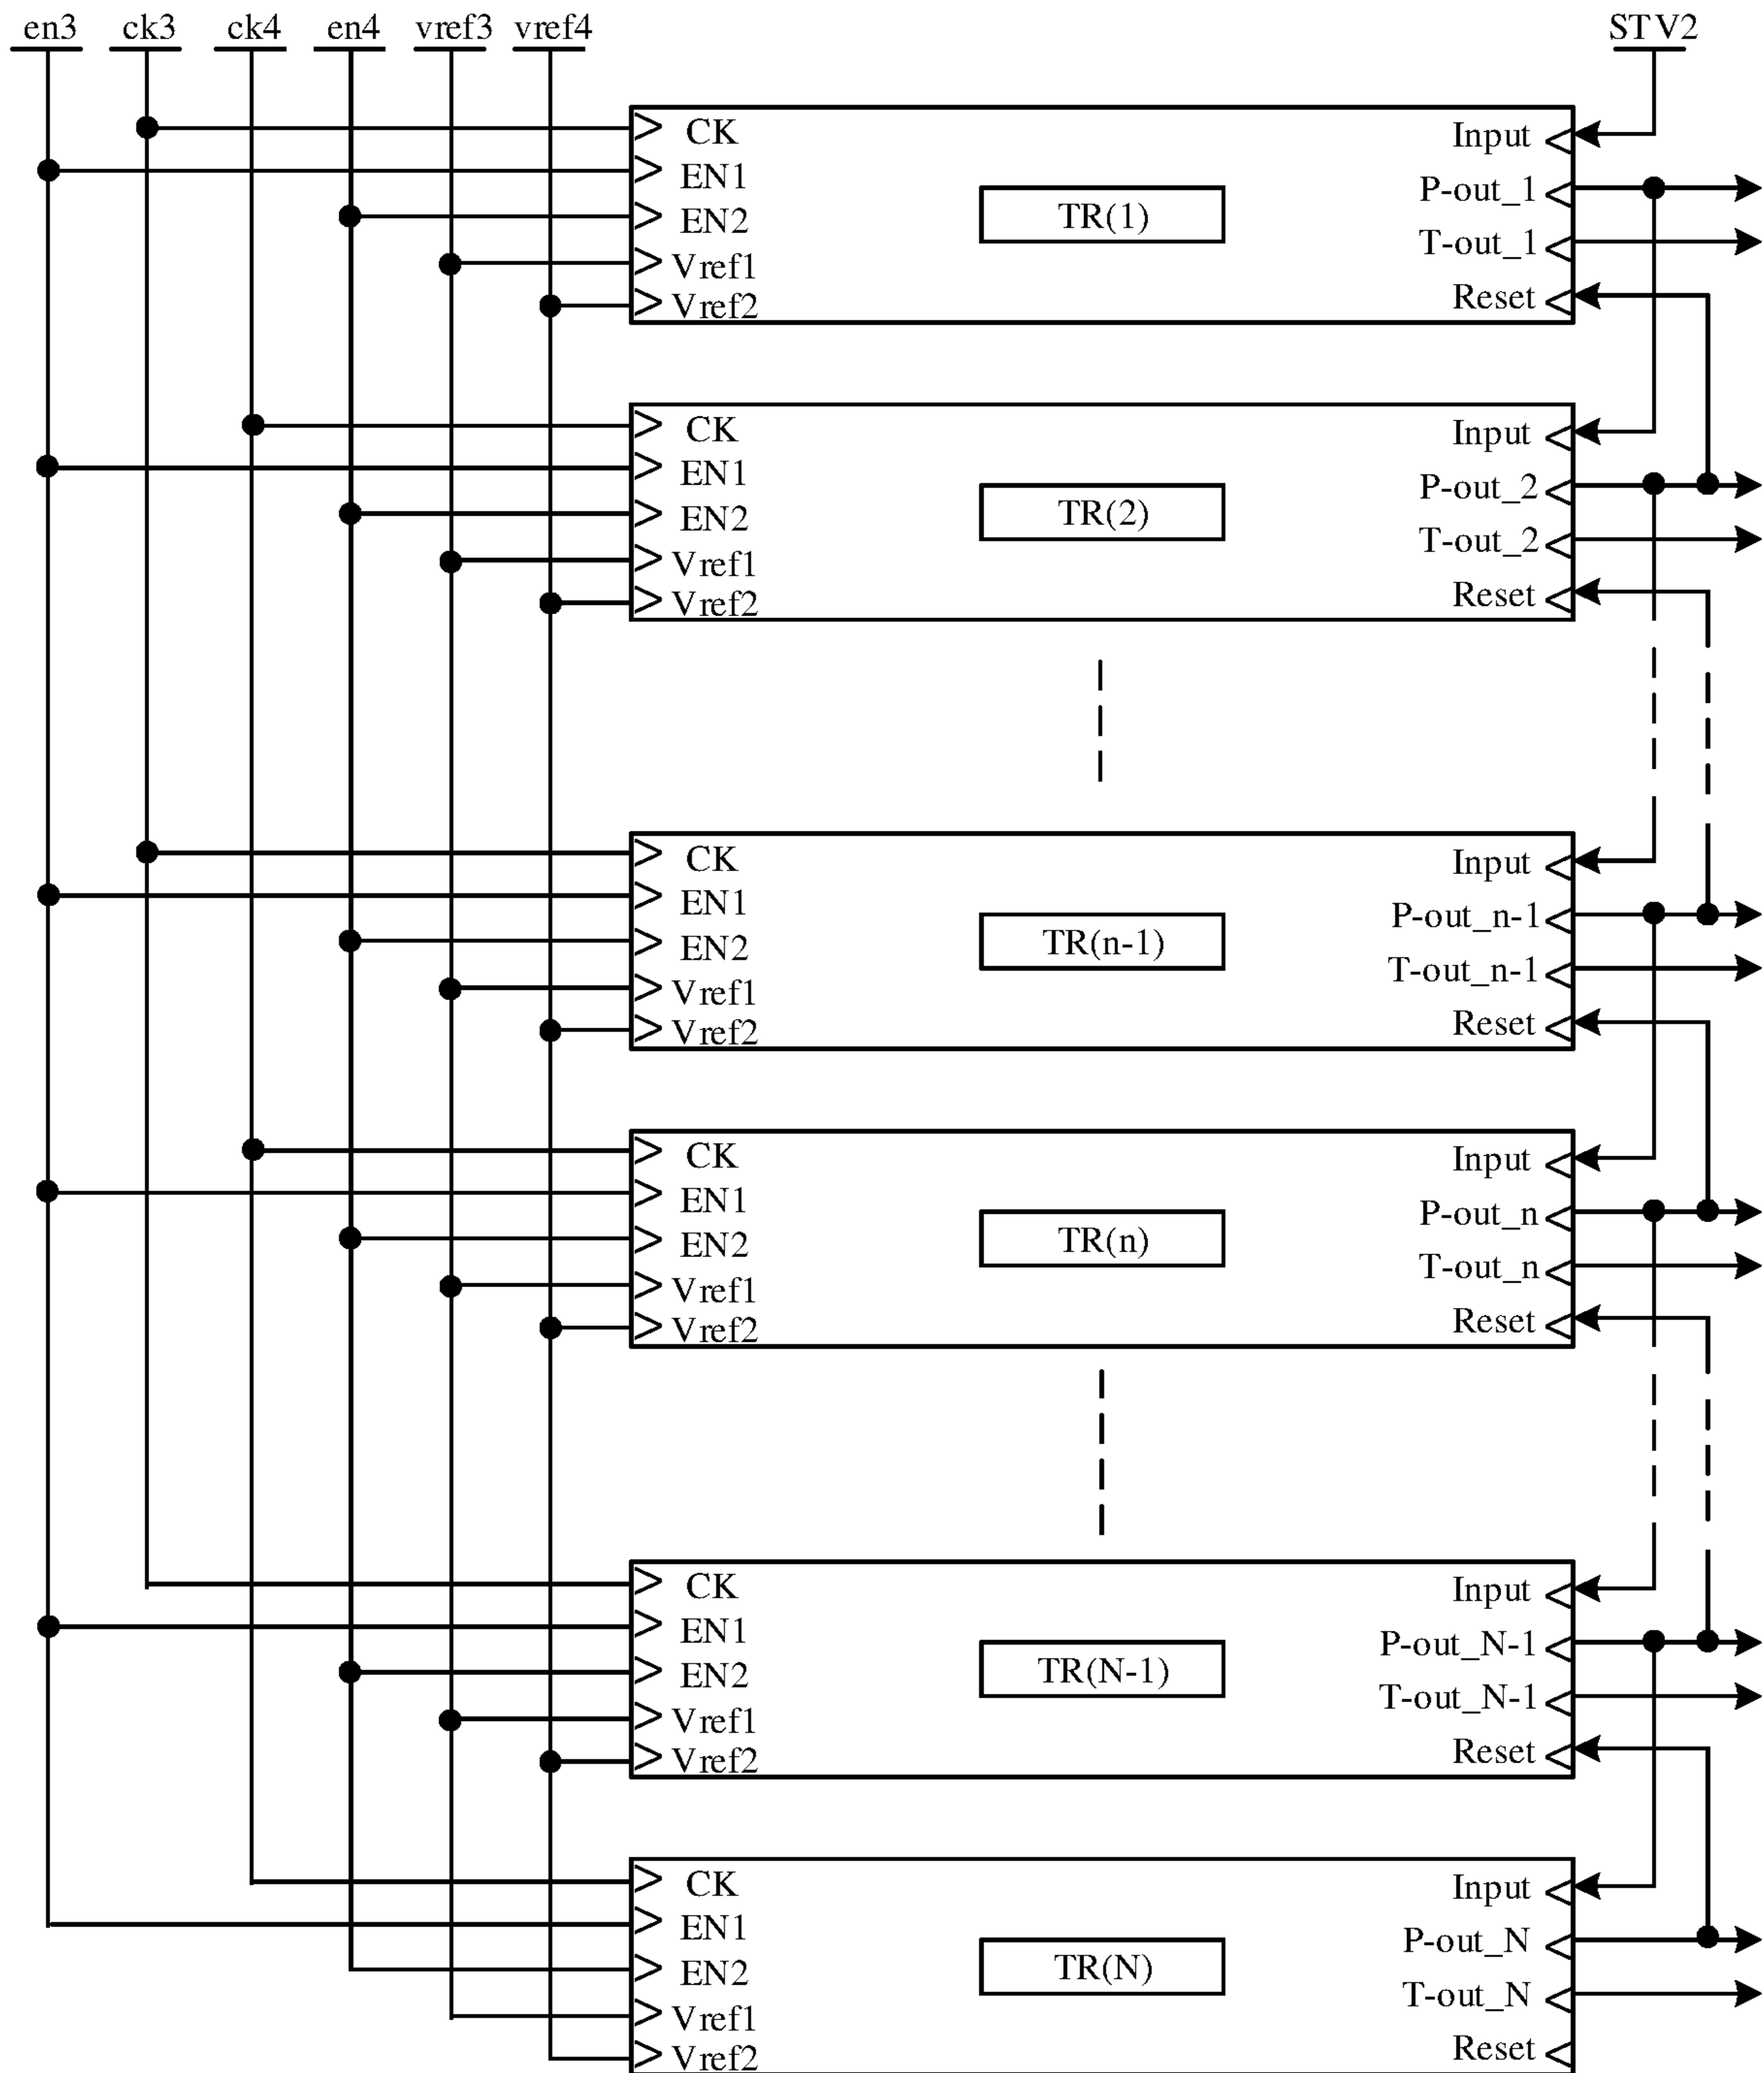 en3 ck3 ck4 en4 vref3 vref4 STV2
CK Input
EN1 P-out_1
EN2 TR(1) T-out_1
Vref1 Reset
Vref2
CK Input
EN1 P-out_2
EN2 TR(2) T-out_2
Vref1 Reset
Vref2
CK Input
EN1 P-out_n-1
EN2 TR(n-1) T-out_n-1
Vref1 Reset
Vref2
CK Input
EN1 P-out_n
EN2 TR(n) T-out_n
Vref1 Reset
Vref2
CK Input
EN1 P-out_N-1
EN2 TR(N-1) T-out_N-1
Vref1 Reset
Vref2
CK Input
EN1 P-out_N
EN2 TR(N) T-out_N
Vref1 Reset
Vref2